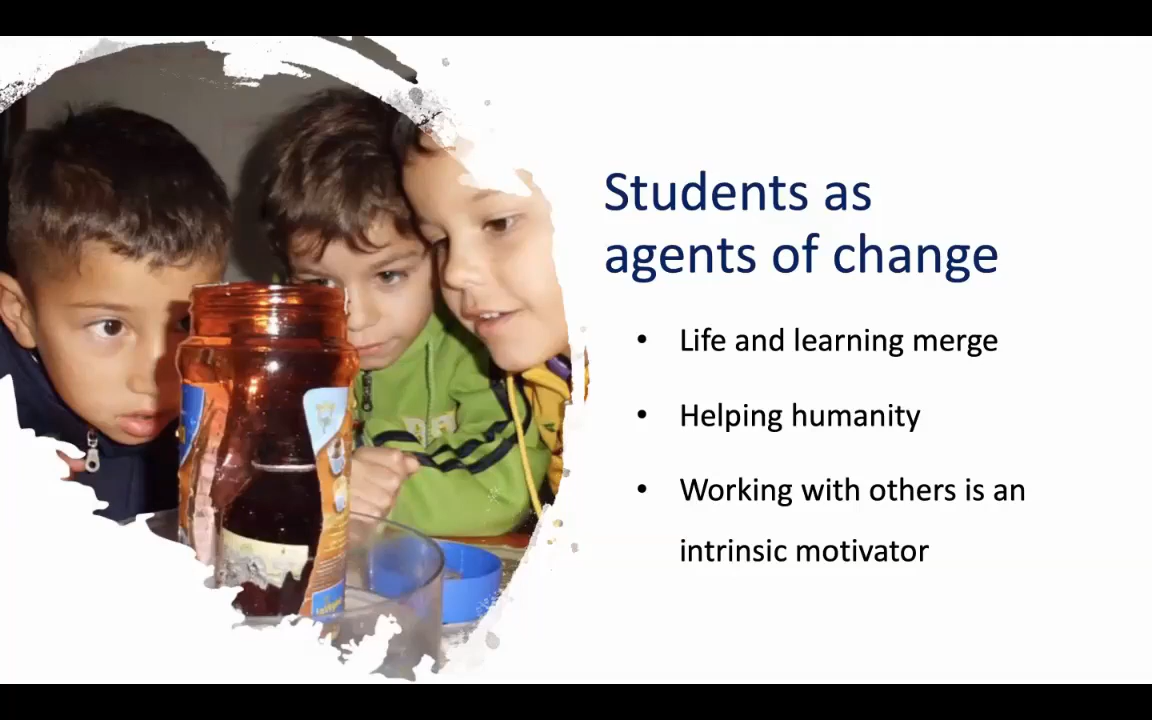 Students as
agents of change
• Life and learning merge
• Helping humanity
• Working with others is an
intrinsic motivator